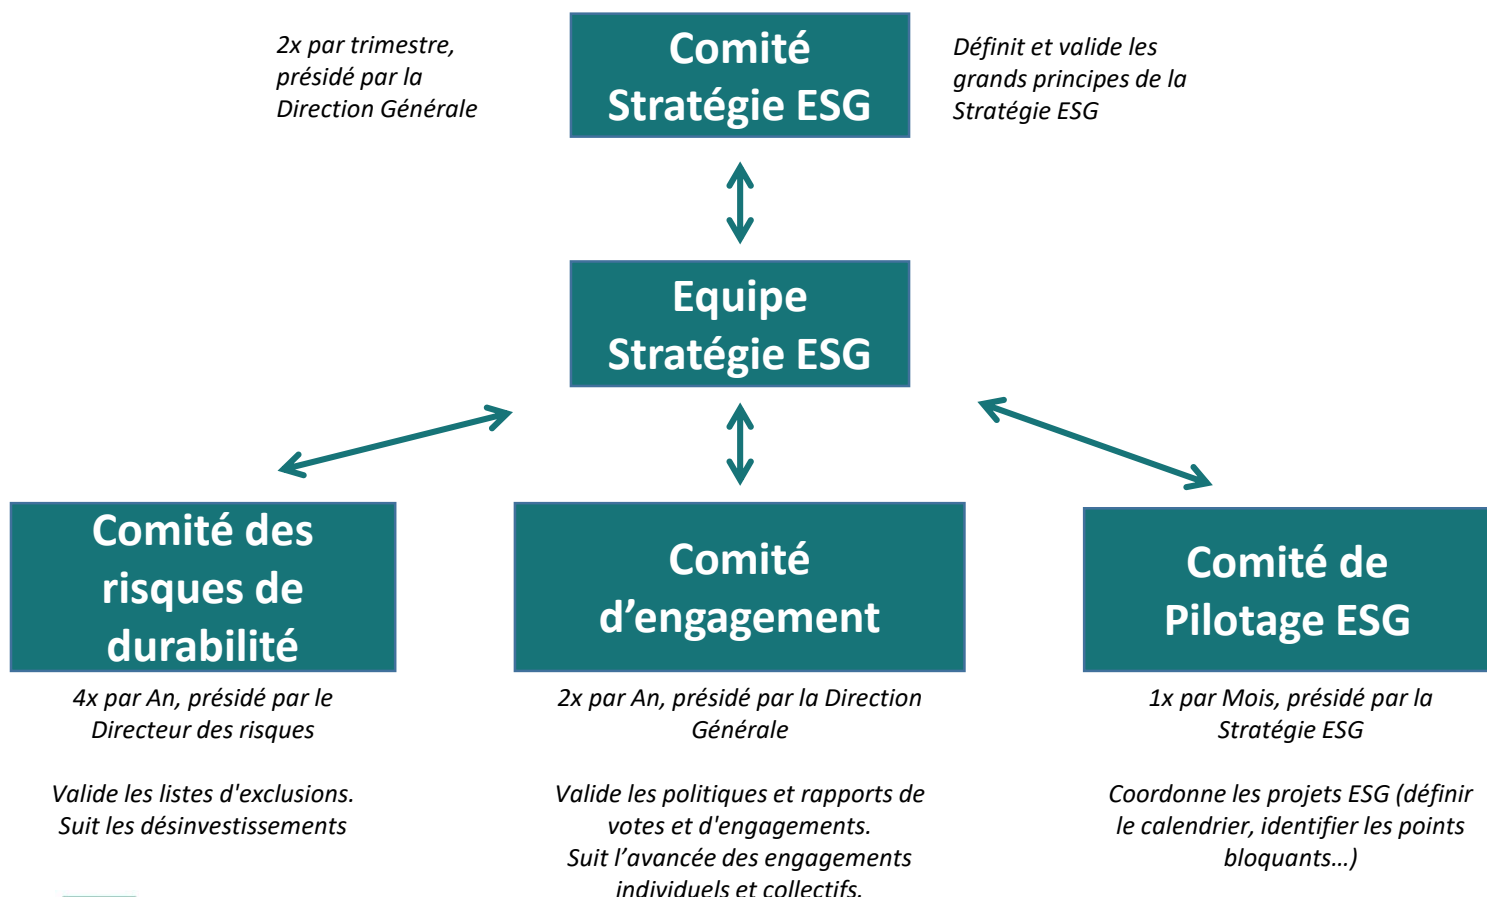 2x par trimestre,
présidé par la
Direction Générale
Comité
Stratégie ESG
Définit et valide les
grands principes de la
Stratégie ESG
Equipe
Stratégie ESG
Comité des
risques de
durabilité
4x par An, présidé par le
Directeur des risques
Valide les listes d'exclusions.
Suit les désinvestissements
Comité
d’engagement
2x par An, présidé par la Direction
Générale
Valide les politiques et rapports de
votes et d'engagements.
Suit l’avancée des engagements
individuels et collectifs.
Comité de
Pilotage ESG
1x par Mois, présidé par la
Stratégie ESG
Coordonne les projets ESG (définir
le calendrier, identifier les points
bloquants…)